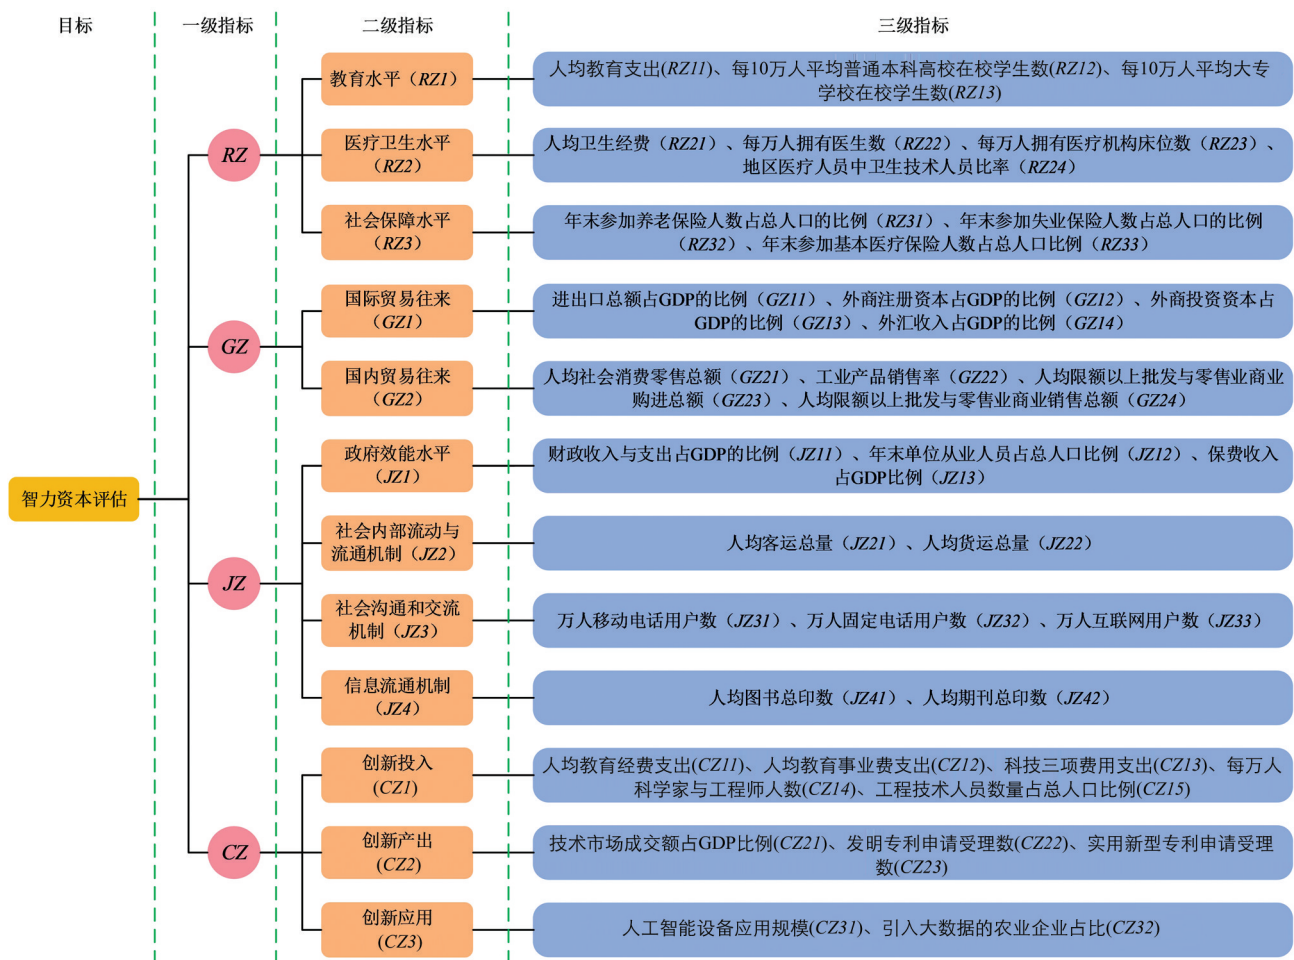 目标
一级指标
二级指标
三级指标
智力资本评估
RZ
教育水平（RZ1）
人均教育支出(RZ11)、每10万人平均普通本科高校在校学生数(RZ12)、每10万人平均大专
学校在校学生数(RZ13)
医疗卫生水平
（RZ2）
人均卫生经费（RZ21）、每万人拥有医生数（RZ22）、每万人拥有医疗机构床位数（RZ23）、
地区医疗人员中卫生技术人员比率（RZ24）
社会保障水平
（RZ3）
年末参加养老保险人数占总人口的比例（RZ31）、年末参加失业保险人数占总人口的比例
（RZ32）、年末参加基本医疗保险人数占总人口比例（RZ33）
GZ
国际贸易往来
（GZ1）
进出口总额占GDP的比例（GZ11）、外商注册资本占GDP的比例（GZ12）、外商投资资本占
GDP的比例（GZ13）、外汇收入占GDP的比例（GZ14）
国内贸易往来
（GZ2）
人均社会消费零售总额（GZ21）、工业产品销售率（GZ22）、人均限额以上批发与零售业商业
购进总额（GZ23）、人均限额以上批发与零售业商业销售总额（GZ24）
JZ
政府效能水平
（JZ1）
财政收入与支出占GDP的比例（JZ11）、年末单位从业人员占总人口比例（JZ12）、保费收入
占GDP比例（JZ13）
社会内部流动与
流通机制（JZ2）
人均客运总量（JZ21）、人均货运总量（JZ22）
社会沟通和交流
机制（JZ3）
万人移动电话用户数（JZ31）、万人固定电话用户数（JZ32）、万人互联网用户数（JZ33）
信息流通机制
（JZ4）
人均图书总印数（JZ41）、人均期刊总印数（JZ42）
CZ
创新投入
(CZ1)
人均教育经费支出(CZ11)、人均教育事业费支出(CZ12)、科技三项费用支出(CZ13)、每万人
科学家与工程师人数(CZ14)、工程技术人员数量占总人口比例(CZ15)
创新产出
(CZ2)
技术市场成交额占GDP比例(CZ21)、发明专利申请受理数(CZ22)、实用新型专利申请受理
数(CZ23)
创新应用
(CZ3)
人工智能设备应用规模(CZ31)、引入大数据的农业企业占比(CZ32)